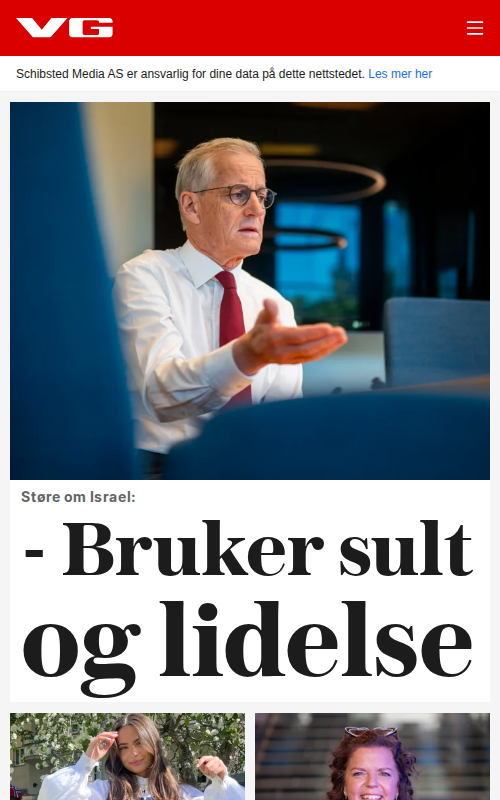 VG
Schibsted Media AS er ansvarlig for dine data på dette nettstedet. Les mer her
Støre om Israel:
- Bruker sult
og lidelse